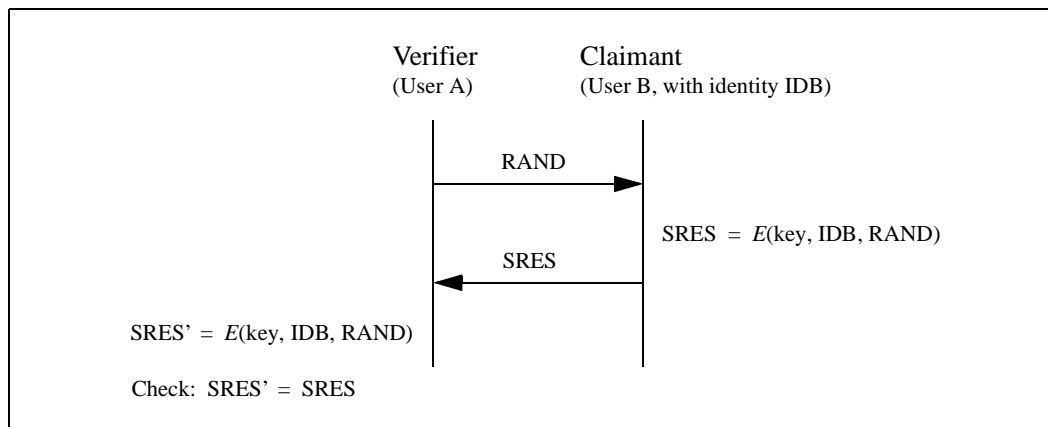 Verifier
(User A)
Claimant
(User B, with identity IDB)
RAND
SRES = E(key, IDB, RAND)
SRES
SRES’ = E(key, IDB, RAND)
Check: SRES’ = SRES